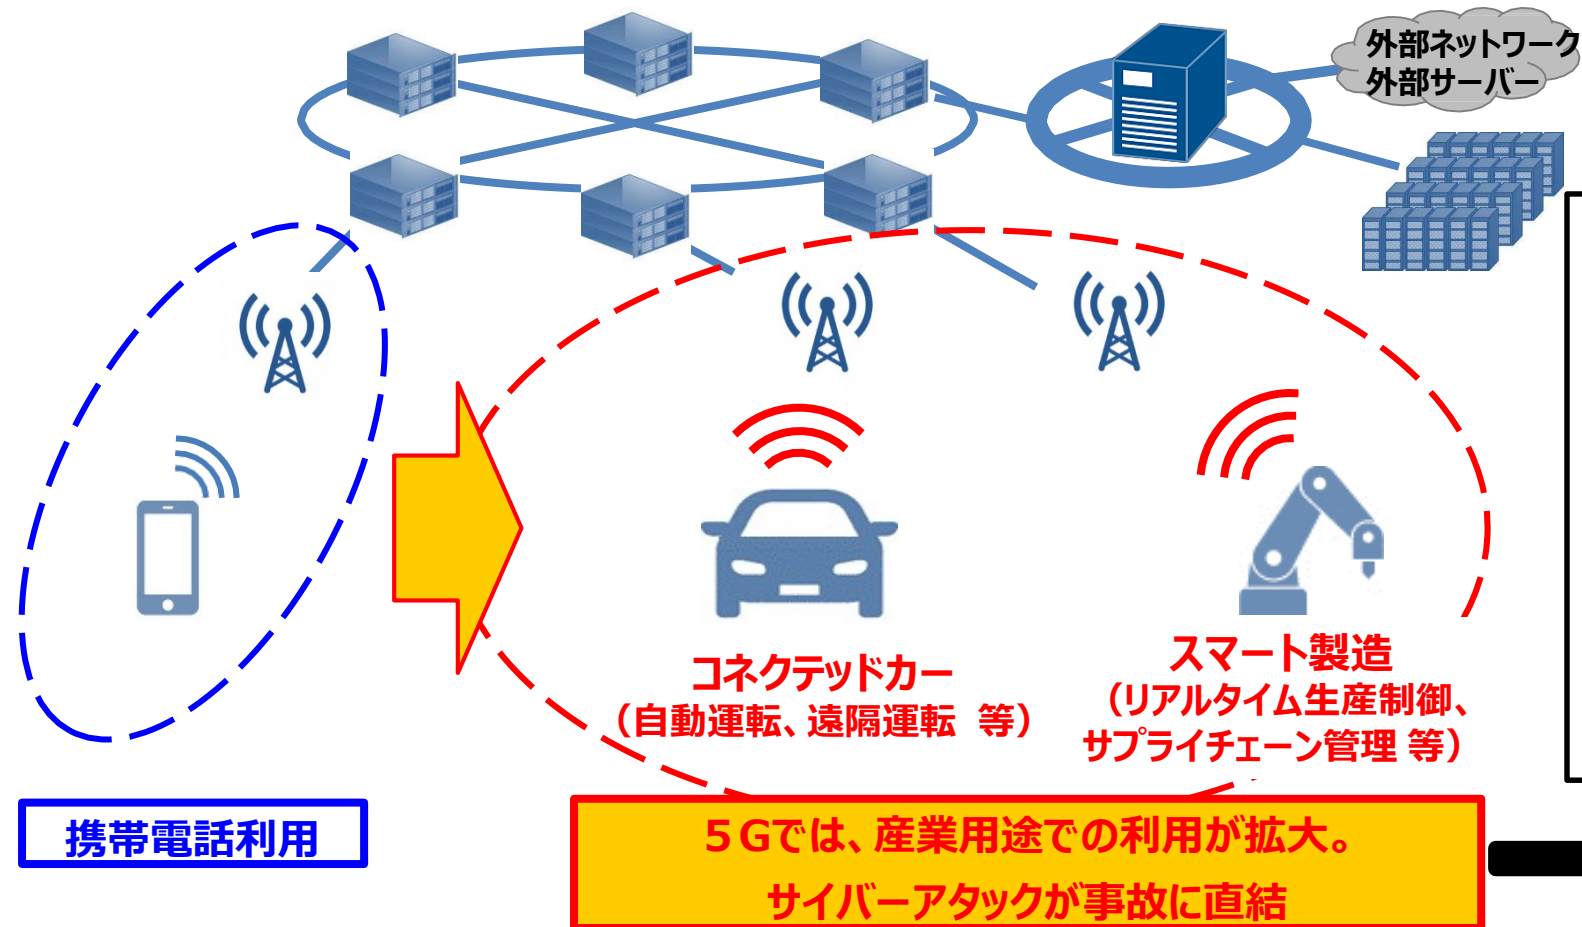 外部ネットワーク
外部サーバー
コネクテッドカー
（自動運転、遠隔運転 等）
スマート製造
（リアルタイム生産制御、
サプライチェーン管理 等）
携帯電話利用
５Gでは、産業用途での利用が拡大。
サイバーアタックが事故に直結